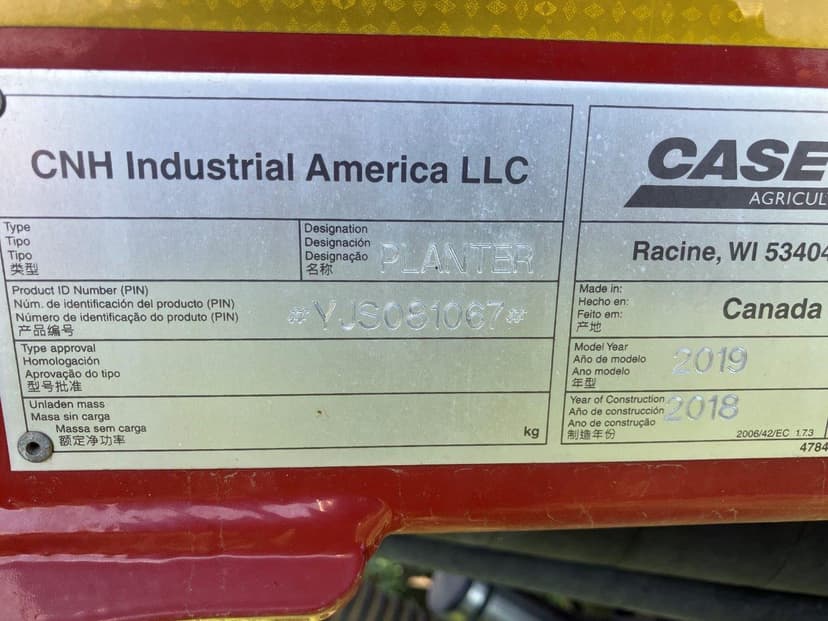 CNH Industrial America LLC
Type
Tipo
Tipo
类型
Designation
Designación
Designação
名称
PLANTER
Product ID Number (PIN)
Núm. de identificación del producto (PIN)
Número de identificação do produto (PIN)
产品编号
*YJS081067*
Type approval
Homologación
Aprovação do tipo
型号批准
Unladen mass
Masa sin carga
Massa sem carga
额定净功率
kg
CASE
AGRICUL
Racine, WI 53404
Made in:
Hecho en:
Feito em:
产地
Canada
Model Year
Año de modelo
Ano modelo
年型
2019
Year of Construction
Año de construcción
Ano de construção
制造年份
2018
2006/42/EC 1.7.3
4784